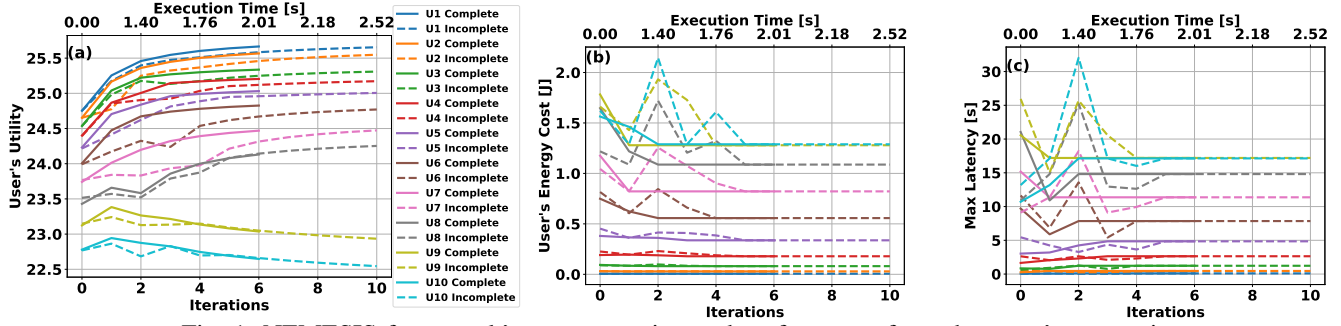 Execution Time [s]
0.00 1.40 1.76 2.01 2.18 2.52
(a)
User's Utility
25.5
25.0
24.5
24.0
23.5
23.0
22.5
0 2 4 6 8 10
Iterations
U1 Complete
U1 Incomplete
U2 Complete
U2 Incomplete
U3 Complete
U3 Incomplete
U4 Complete
U4 Incomplete
U5 Complete
U5 Incomplete
U6 Complete
U6 Incomplete
U7 Complete
U7 Incomplete
U8 Complete
U8 Incomplete
U9 Complete
U9 Incomplete
U10 Complete
U10 Incomplete
Execution Time [s]
0.00 1.40 1.76 2.01 2.18 2.52
(b)
User's Energy Cost [J]
2.0
1.5
1.0
0.5
0.0
0 2 4 6 8 10
Iterations
Execution Time [s]
0.00 1.40 1.76 2.01 2.18 2.52
(c)
Max Latency [s]
30
25
20
15
10
5
0
0 2 4 6 8 10
Iterations